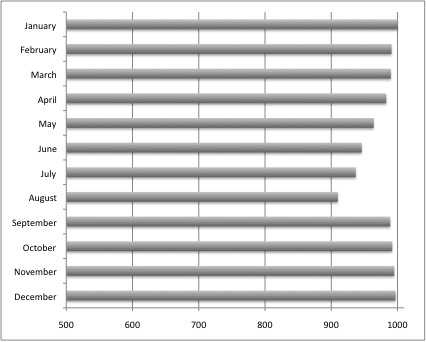 January
February
March
April
May
June
July
August
September
October
November
December
500 600 700 800 900 1000